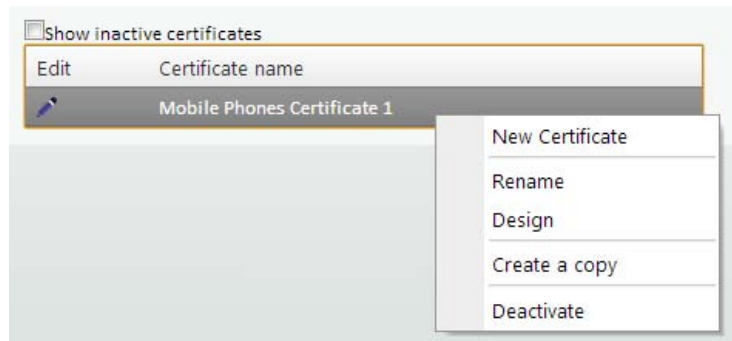 Show inactive certificates
Edit Certificate name
Mobile Phones Certificate 1
New Certificate
Rename
Design
Create a copy
Deactivate